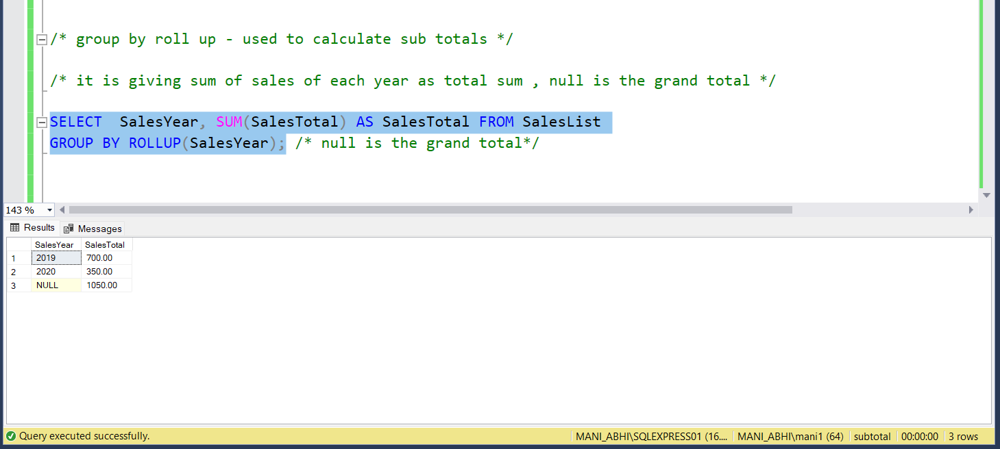 /* group by roll up - used to calculate sub totals */
/* it is giving sum of sales of each year as total sum , null is the grand total */
SELECT  SalesYear, SUM(SalesTotal) AS SalesTotal FROM SalesList
GROUP BY ROLLUP(SalesYear); /* null is the grand total*/
143 %
Results Messages
SalesYear SalesTotal
1 2019 700.00
2 2020 350.00
3 NULL 1050.00
Query executed successfully. MANI_ABHI\SQLEXPRESS01 (16.... MANI_ABHI\mani1 (64) subtotal 00:00:00 3 rows